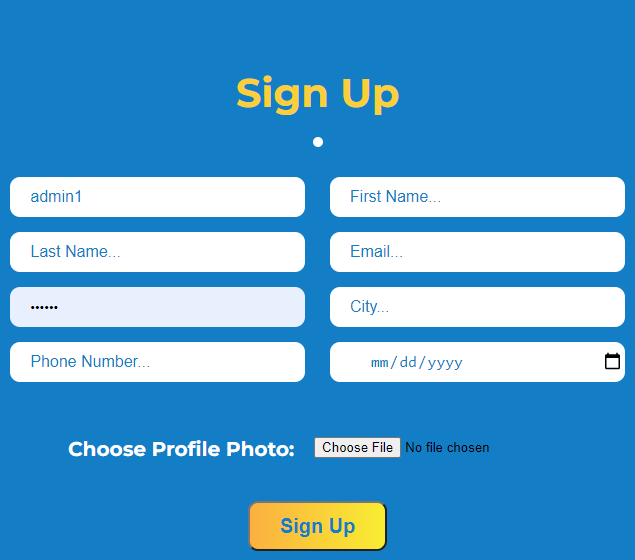 Sign Up
admin1 First Name...
Last Name... Email...
•••••• City...
Phone Number... mm/dd/yyyy
Choose Profile Photo: Choose File No file chosen
Sign Up